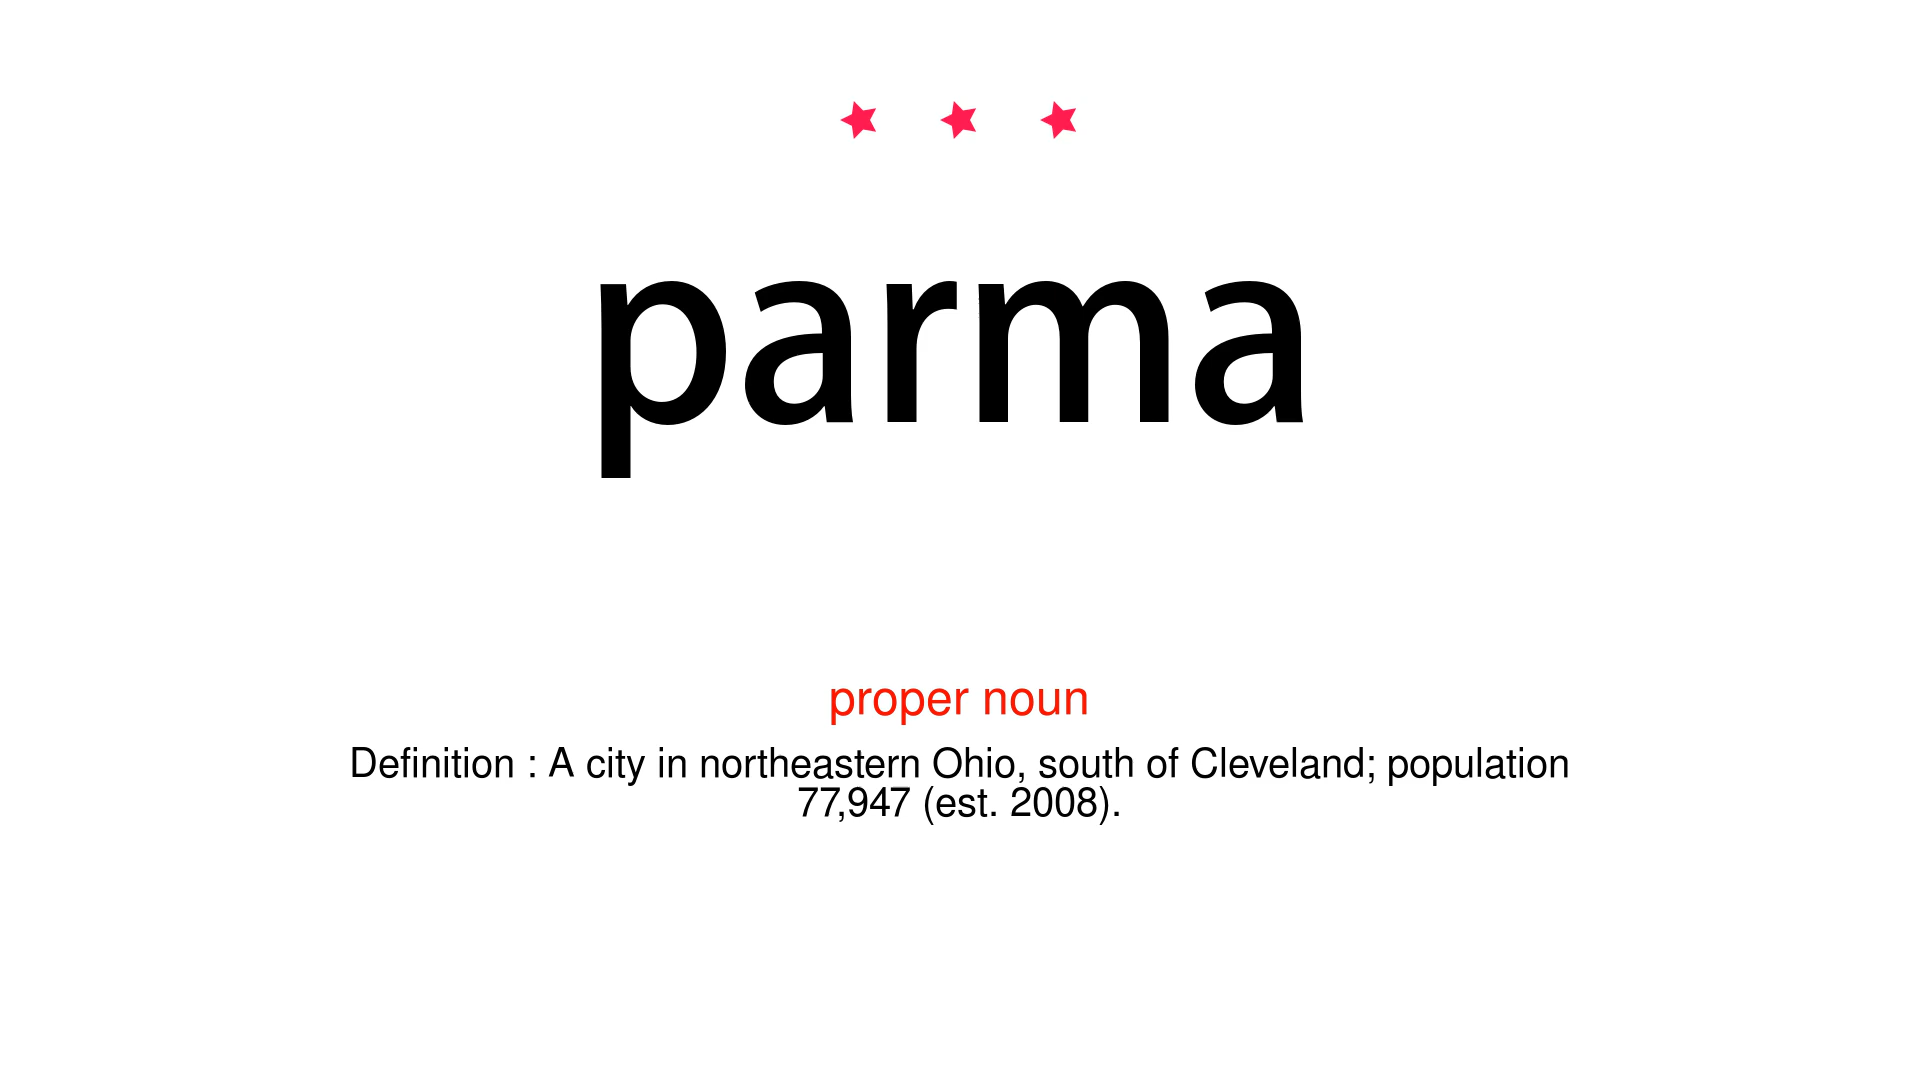 parma
proper noun
Definition : A city in northeastern Ohio, south of Cleveland; population
77,947 (est. 2008).